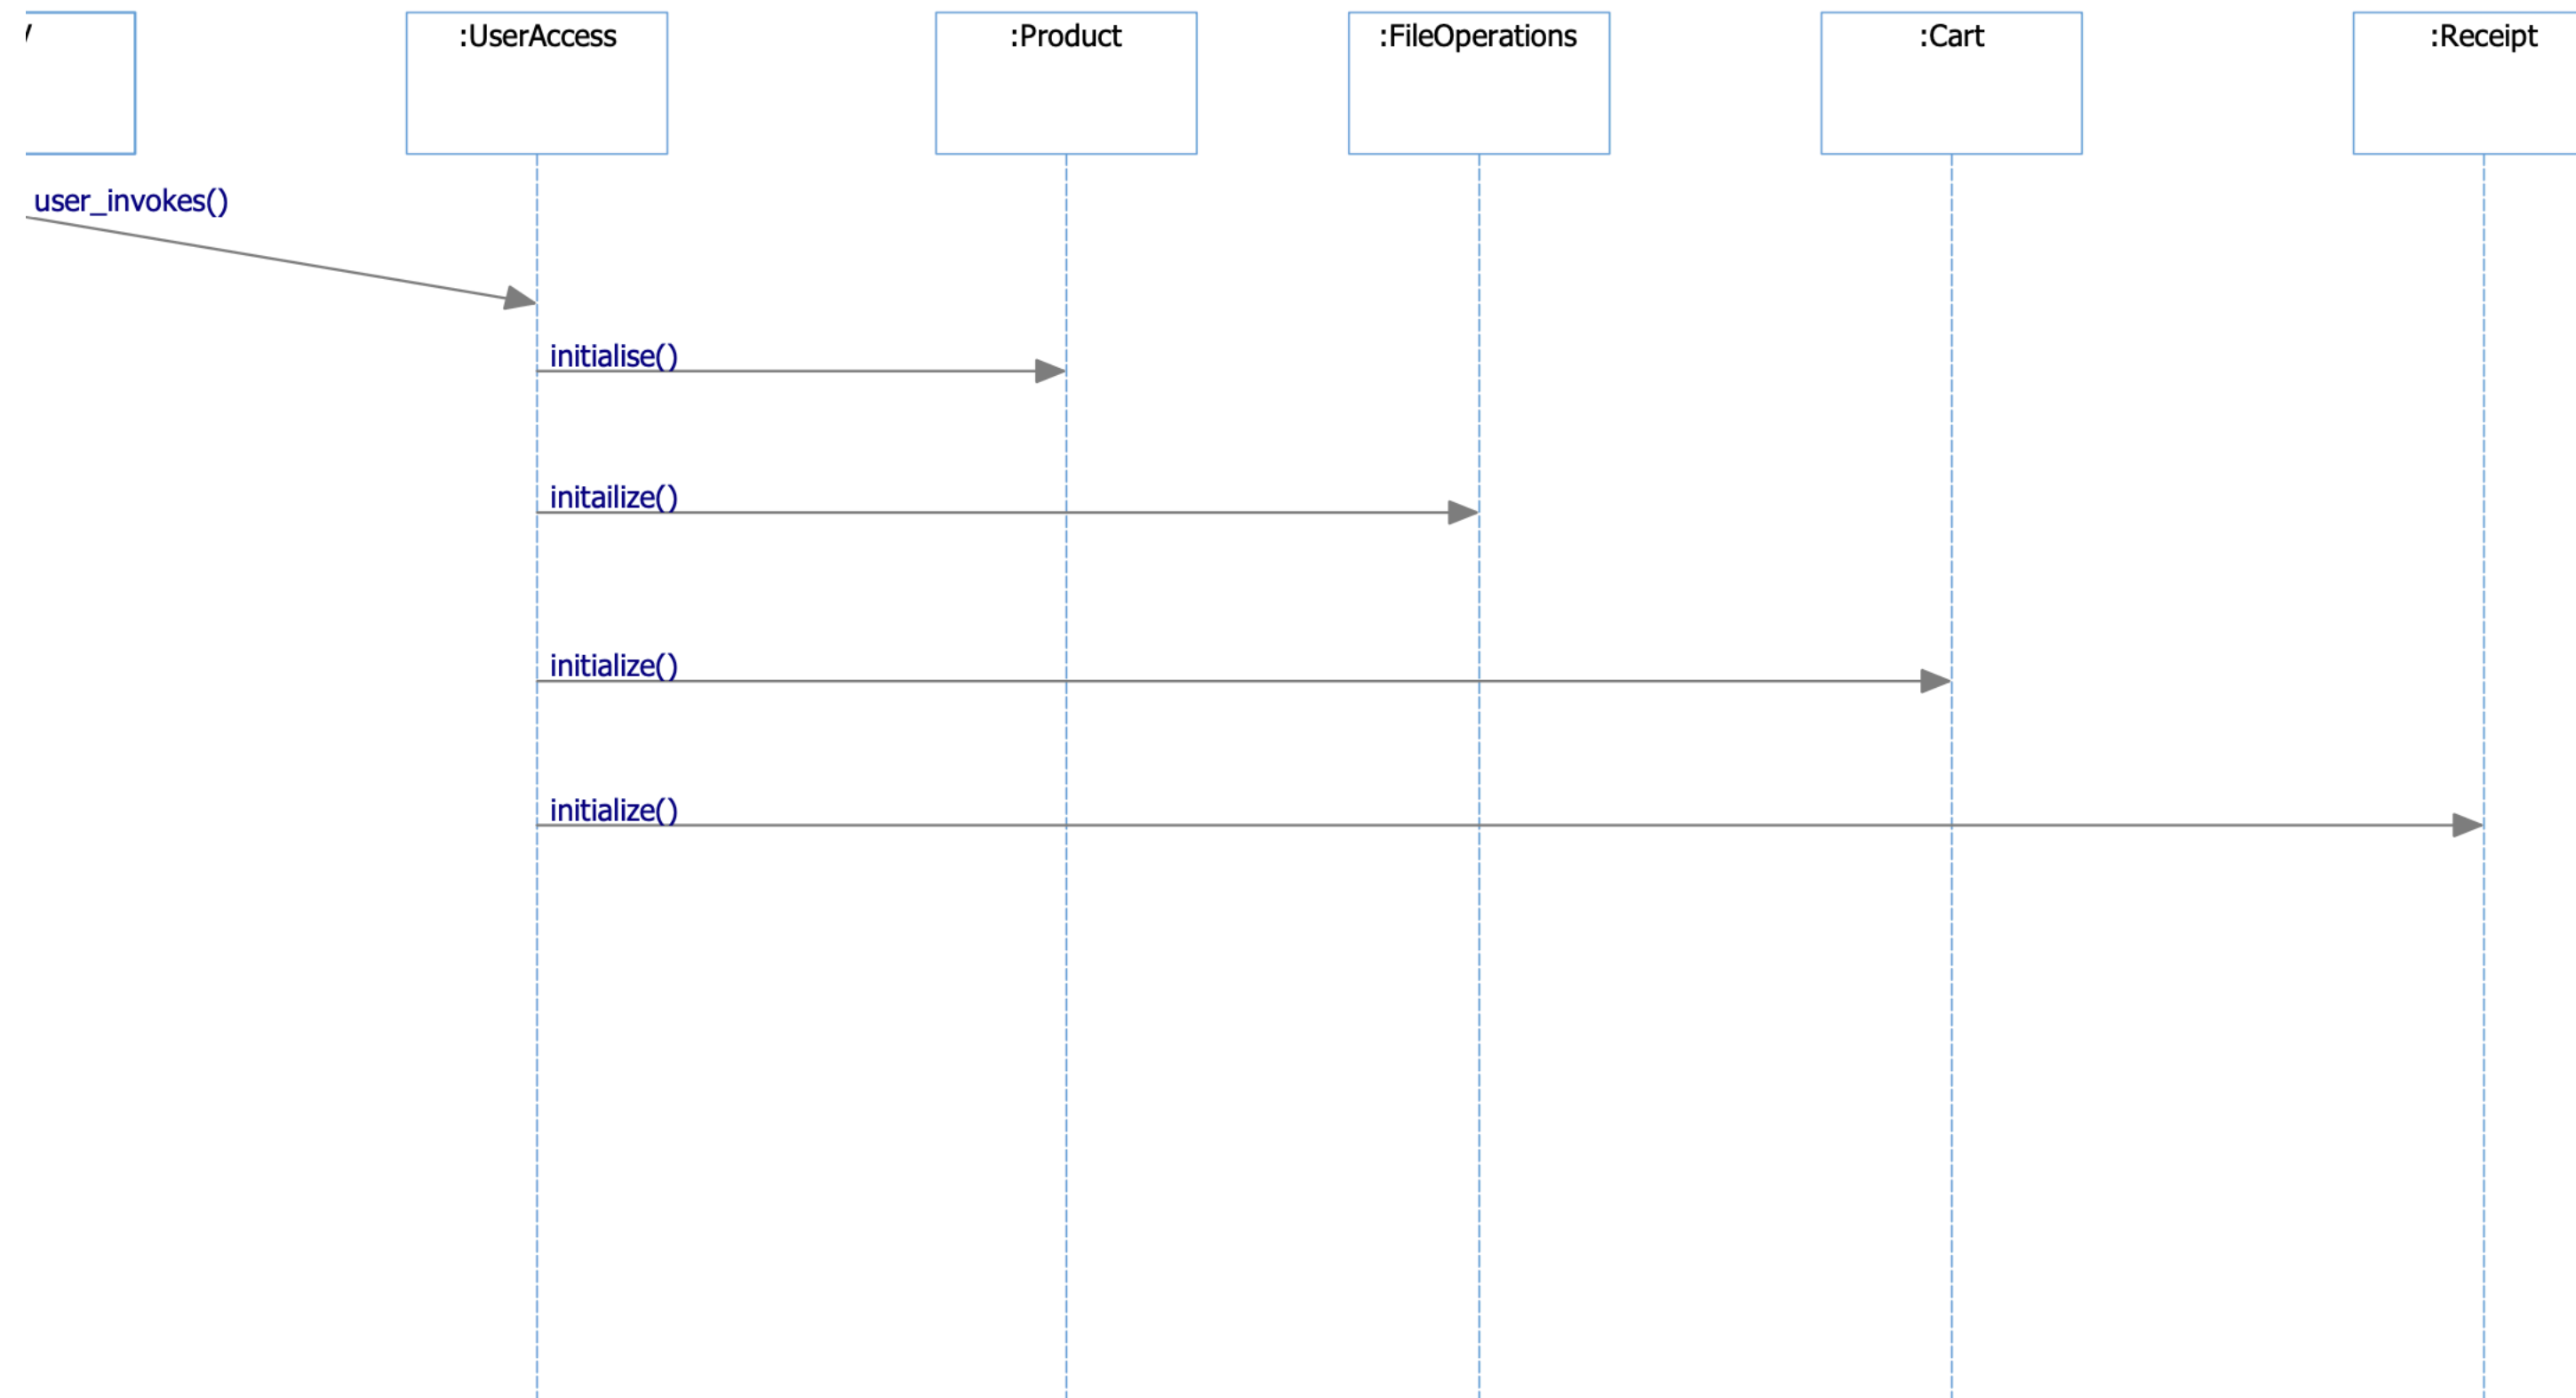 :UserAccess
:Product
:FileOperations
:Cart
:Receipt
user_invokes()
initialise()
initailize()
initialize()
initialize()